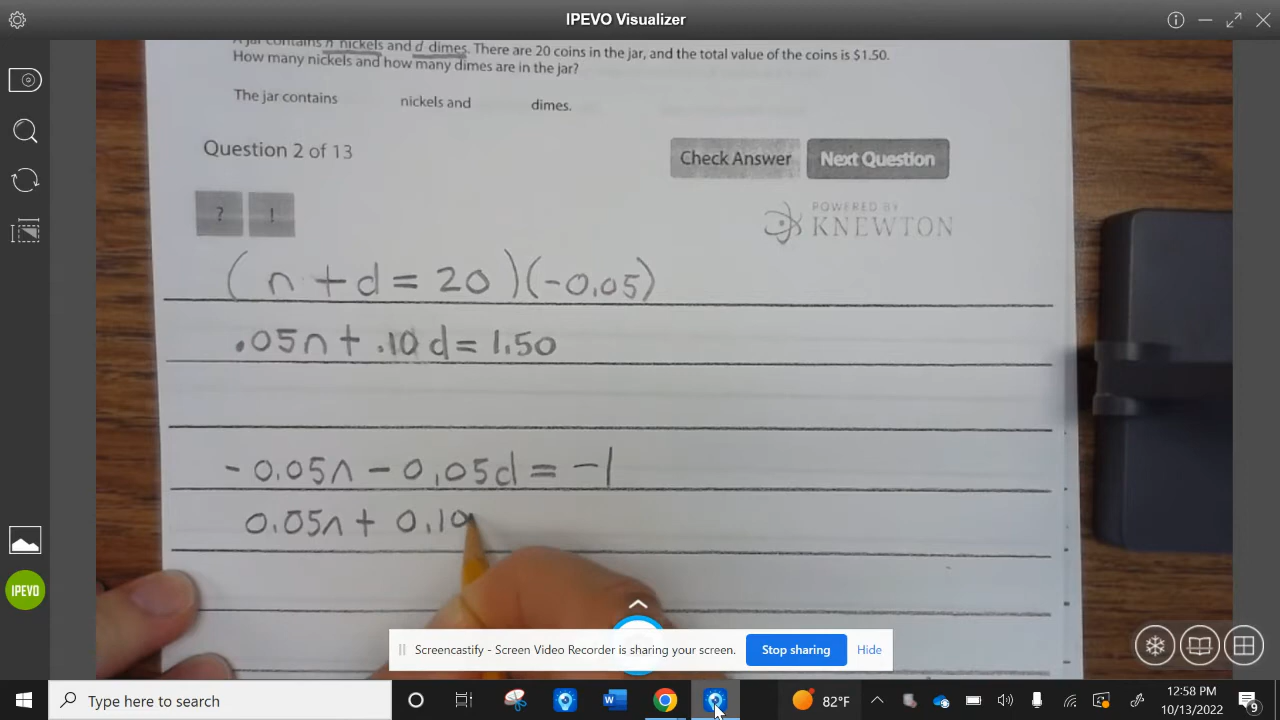 IPEVO Visualizer
A jar contains n nickels and d dimes. There are 20 coins in the jar, and the total value of the coins is $1.50.
How many nickels and how many dimes are in the jar?
The jar contains nickels and dimes.
Question 2 of 13
Check Answer Next Question
? !
POWERED BY
KNEWTON
( n + d = 20 ) (-0.05)
.05n + .10 d = 1.50
- 0.05n - 0.05d = -1
0.05n + 0.10
IPEVO
Screencastify - Screen Video Recorder is sharing your screen. Stop sharing Hide
Type here to search
82°F
12:58 PM
10/13/2022
9